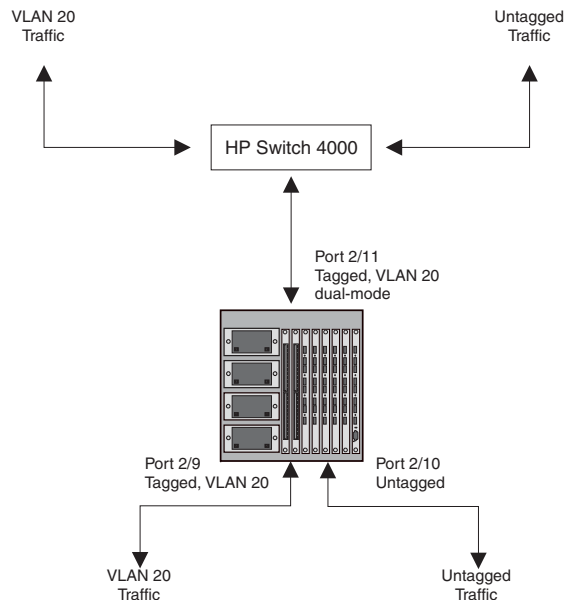 VLAN 20
Traffic
Untagged
Traffic
HP Switch 4000
Port 2/11
Tagged, VLAN 20
dual-mode
Port 2/9
Tagged, VLAN 20
Port 2/10
Untagged
VLAN 20
Traffic
Untagged
Traffic